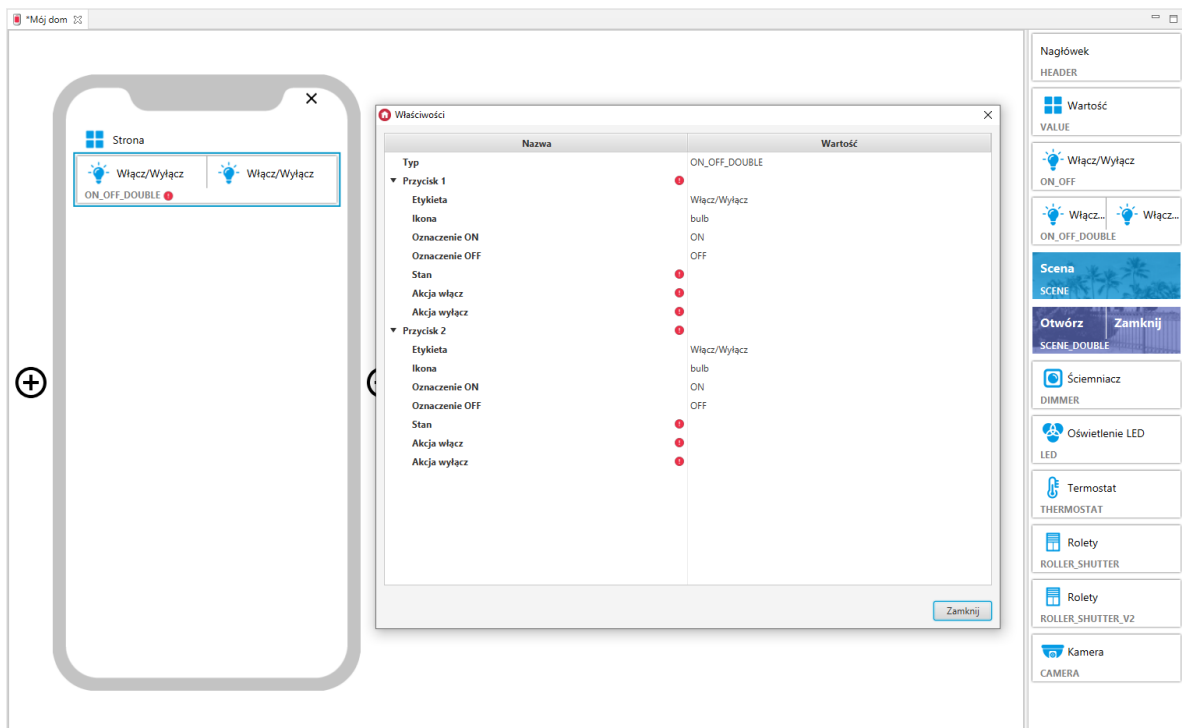 *Mój dom
Strona
Włącz/Wyłącz Włącz/Wyłącz
ON_OFF_DOUBLE
Właściwości
Nazwa Wartość
Typ ON_OFF_DOUBLE
Przycisk 1
Etykieta Włącz/Wyłącz
Ikona bulb
Oznaczenie ON ON
Oznaczenie OFF OFF
Stan
Akcja włącz
Akcja wyłącz
Przycisk 2
Etykieta Włącz/Wyłącz
Ikona bulb
Oznaczenie ON ON
Oznaczenie OFF OFF
Stan
Akcja włącz
Akcja wyłącz
Zamknij
Nagłówek
HEADER
Wartość
VALUE
Włącz/Wyłącz
ON_OFF
Włącz... Włącz...
ON_OFF_DOUBLE
Scena
SCENE
Otwórz Zamknij
SCENE_DOUBLE
Ściemniacz
DIMMER
Oświetlenie LED
LED
Termostat
THERMOSTAT
Rolety
ROLLER_SHUTTER
Rolety
ROLLER_SHUTTER_V2
Kamera
CAMERA